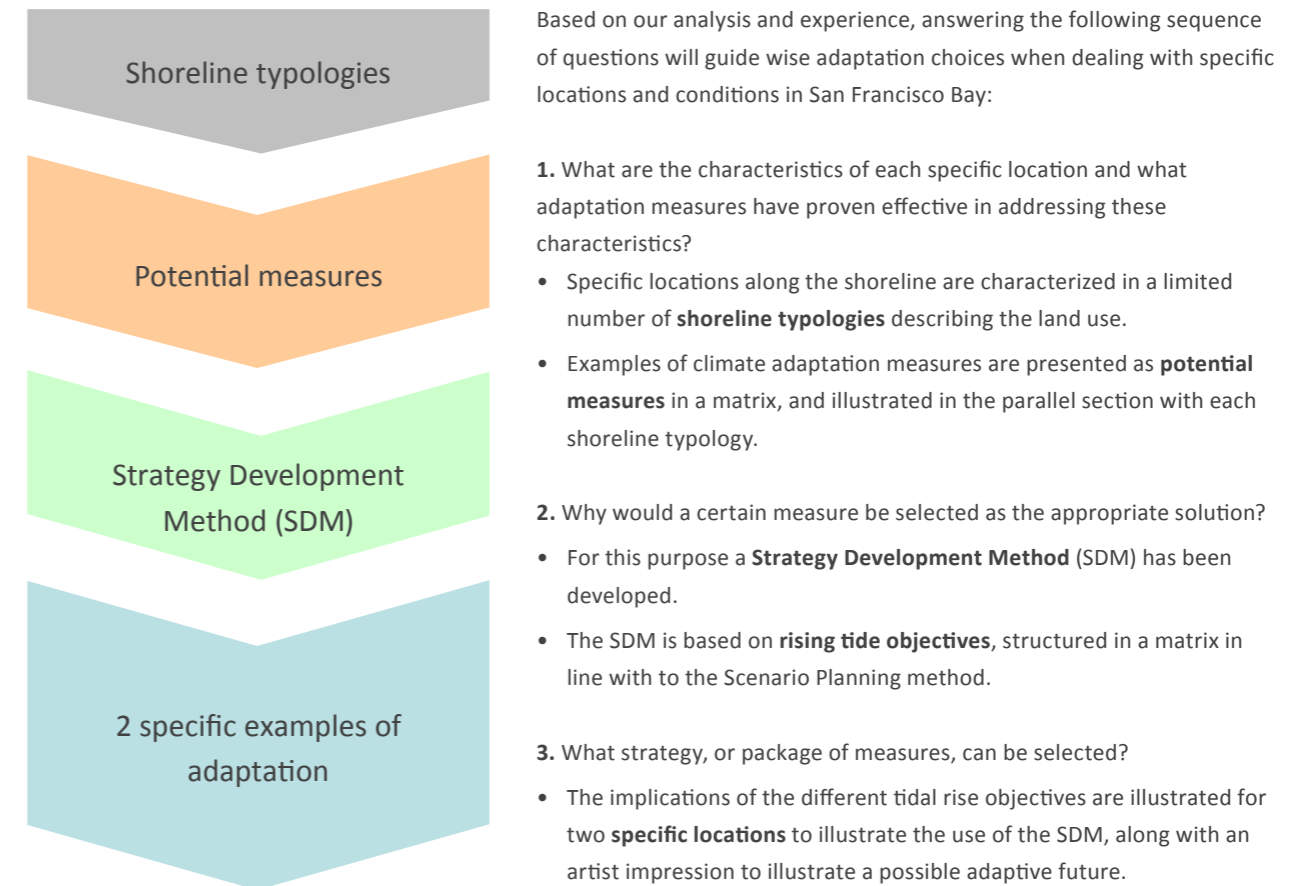 Shoreline typologies
Potential measures
Strategy Development
Method (SDM)
2 specific examples of
adaptation
Based on our analysis and experience, answering the following sequence
of questions will guide wise adaptation choices when dealing with specific
locations and conditions in San Francisco Bay:
1. What are the characteristics of each specific location and what
adaptation measures have proven effective in addressing these
characteristics?
• Specific locations along the shoreline are characterized in a limited
number of shoreline typologies describing the land use.
• Examples of climate adaptation measures are presented as potential
measures in a matrix, and illustrated in the parallel section with each
shoreline typology.
2. Why would a certain measure be selected as the appropriate solution?
• For this purpose a Strategy Development Method (SDM) has been
developed.
• The SDM is based on rising tide objectives, structured in a matrix in
line with to the Scenario Planning method.
3. What strategy, or package of measures, can be selected?
• The implications of the different tidal rise objectives are illustrated for
two specific locations to illustrate the use of the SDM, along with an
artist impression to illustrate a possible adaptive future.